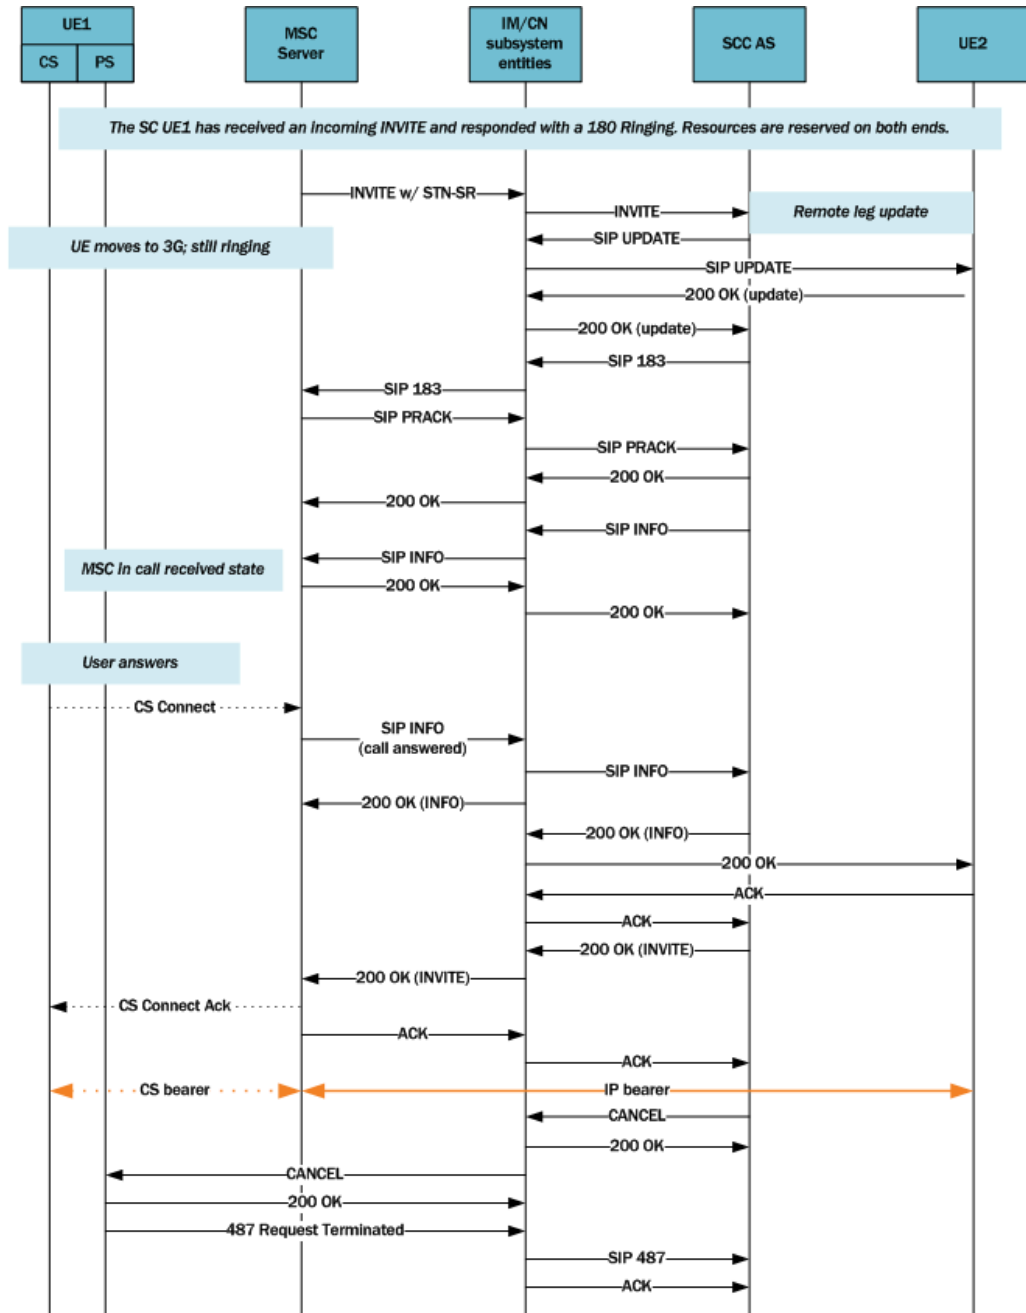 UE1
CS
PS
MSC
Server
IM/CN
subsystem
entities
SCC AS
UE2
The SC UE1 has received an incoming INVITE and responded with a 180 Ringing. Resources are reserved on both ends.
INVITE w/ STN-SR
INVITE
Remote leg update
SIP UPDATE
UE moves to 3G; still ringing
SIP UPDATE
200 OK (update)
200 OK (update)
SIP 183
SIP 183
SIP PRACK
SIP PRACK
200 OK
200 OK
SIP INFO
SIP INFO
MSC in call received state
200 OK
200 OK
User answers
CS Connect
SIP INFO
(call answered)
SIP INFO
200 OK (INFO)
200 OK (INFO)
200 OK
ACK
ACK
200 OK (INVITE)
200 OK (INVITE)
CS Connect Ack
ACK
ACK
CS bearer
IP bearer
CANCEL
200 OK
CANCEL
200 OK
487 Request Terminated
SIP 487
ACK